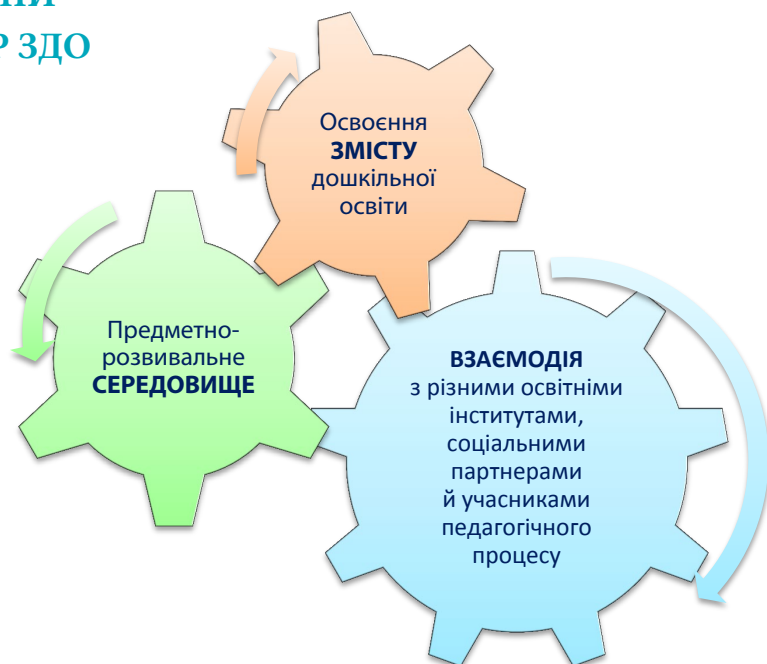 ЗДО
Освоєння
ЗМІСТУ
дошкільної
освіти
Предметно-
розвивальне
СЕРЕДОВИЩЕ
ВЗАЄМОДІЯ
з різними освітніми
інститутами,
соціальними
партнерами
й учасниками
педагогічного
процесу